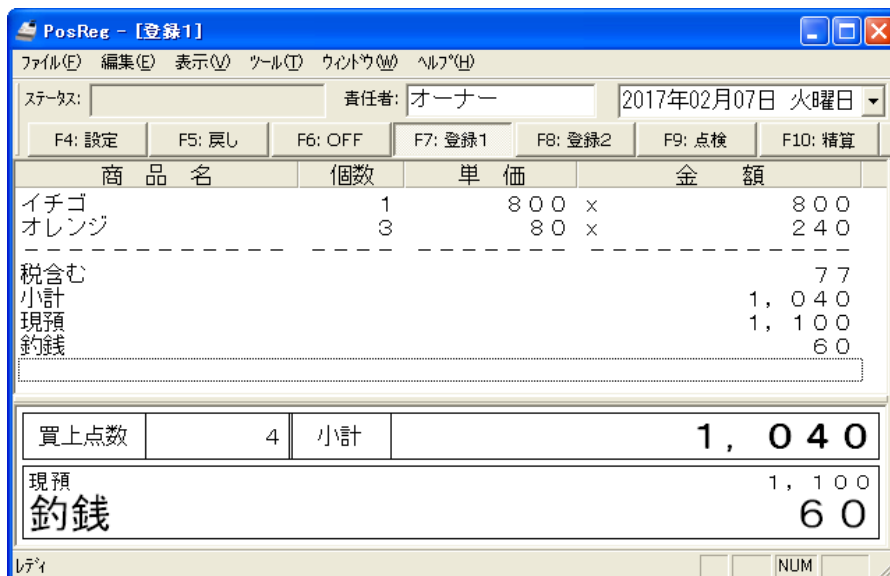 PosReg - [登録1]
ファイル(F) 編集(E) 表示(V) ツール(T) ウィンドウ(W) ヘルプ(H)
ステータス: 責任者: オーナー 2017年02月07日 火曜日
F4: 設定 F5: 戻し F6: OFF F7: 登録1 F8: 登録2 F9: 点検 F10: 精算
商品名 個数 単価 金額
イチゴ 1 800 x 800
オレンジ 3 80 x 240
税含む 77
小計 1,040
現預 1,100
釣銭 60
買上点数 4 小計 1,040
現預 1,100
釣銭 60
レディ NUM